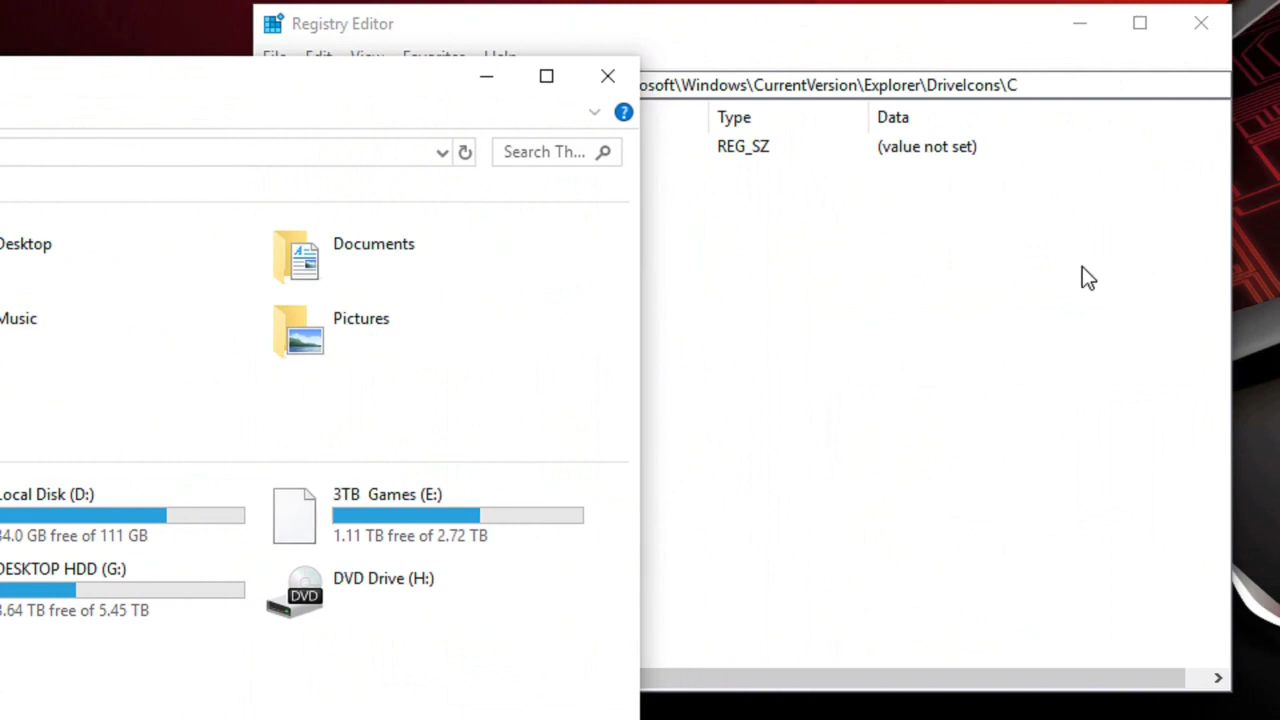 Registry Editor
File Edit View Favorites Help
osoft\Windows\CurrentVersion\Explorer\DriveIcons\C
Type Data
REG_SZ (value not set)
Search Th...
Desktop
Documents
Music
Pictures
Local Disk (D:)
34.0 GB free of 111 GB
3TB Games (E:)
1.11 TB free of 2.72 TB
DESKTOP HDD (G:)
3.64 TB free of 5.45 TB
DVD Drive (H:)
DVD